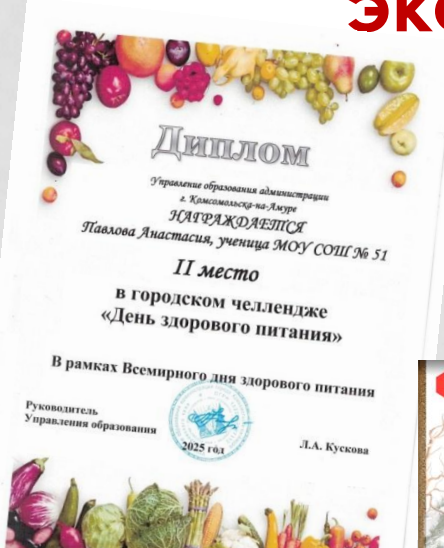 ЭК
Диплом
Управление образования администрации
г. Комсомольска-на-Амуре
НАГРАЖДАЕТСЯ
Павлова Анастасия, ученица МОУ СОШ № 51
II место
в городском челлендже
«День здорового питания»
В рамках Всемирного дня здорового питания
Руководитель
Управления образования
2025 год
Л.А. Кускова